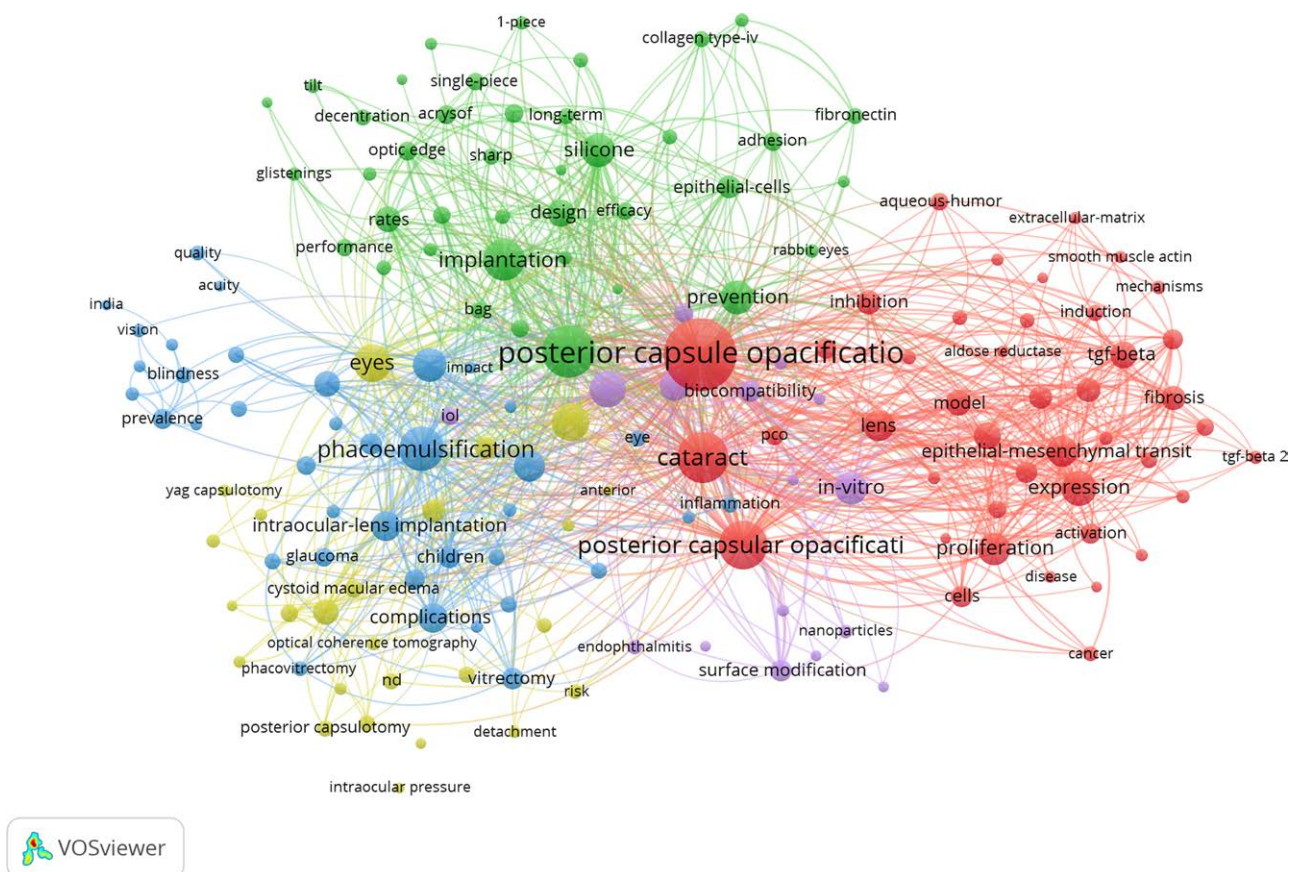 1-piece
collagen type-iv
single-piece
tilt
decentration
acrysof
long-term
fibronectin
adhesion
optic edge
sharp
silicone
glistenings
epithelial-cells
aqueous-humor
rates
design
efficacy
extracellular-matrix
performance
rabbit eyes
quality
implantation
smooth muscle actin
acuity
mechanisms
india
bag
prevention
inhibition
induction
vision
eyes
impact
posterior capsule opacificatio
aldose reductase
tgf-beta
blindness
biocompatibility
prevalence
iol
model
fibrosis
phacoemulsification
eye
pco
lens
epithelial-mesenchymal transit
tgf-beta 2
cataract
yag capsulotomy
anterior
in-vitro
expression
inflammation
intraocular-lens implantation
glaucoma
children
posterior capsular opacificati
proliferation
activation
cystoid macular edema
disease
cells
complications
optical coherence tomography
endophthalmitis
nanoparticles
cancer
phacovitrectomy
nd
vitrectomy
surface modification
risk
posterior capsulotomy
detachment
intraocular pressure
VOSviewer